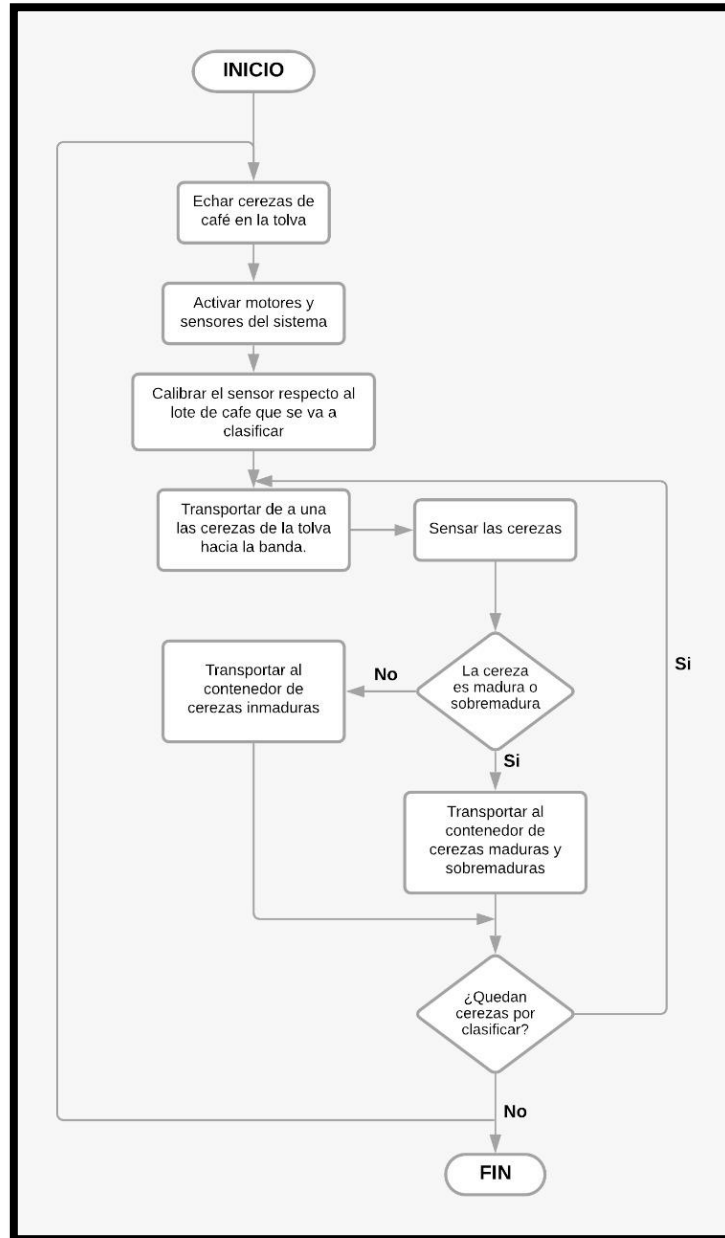 INICIO
Echar cerezas de
café en la tolva
Activar motores y
sensores del sistema
Calibrar el sensor respecto al
lote de cafe que se va a
clasificar
Transportar de a una
las cerezas de la tolva
hacia la banda.
Sensar las cerezas
La cereza
es madura o
sobremadura
No
Transportar al
contenedor de
cerezas inmaduras
Si
Si
Transportar al
contenedor de
cerezas maduras y
sobremaduras
¿Quedan
cerezas por
clasificar?
No
FIN